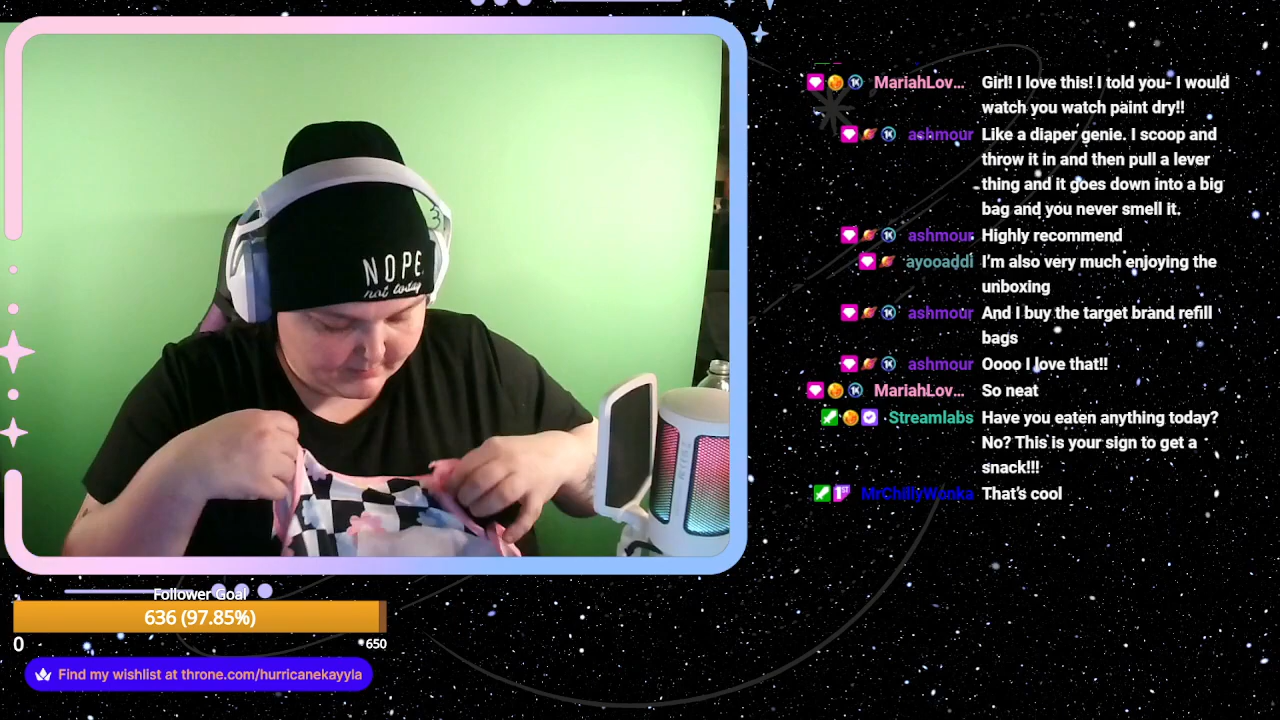 NOPE.
not today
MariahLov... Girl! I love this! I told you- I would
watch you watch paint dry!!
ashmour Like a diaper genie. I scoop and
throw it in and then pull a lever
thing and it goes down into a big
bag and you never smell it.
ashmour Highly recommend
ayooaddi I'm also very much enjoying the
unboxing
ashmour And I buy the target brand refill
bags
ashmour Oooo I love that!!
MariahLov... So neat
Streamlabs Have you eaten anything today?
No? This is your sign to get a
snack!!!
1ST MrChillyWonka That's cool
Follower Goal
636 (97.85%)
0 650
Find my wishlist at throne.com/hurricanekayyla